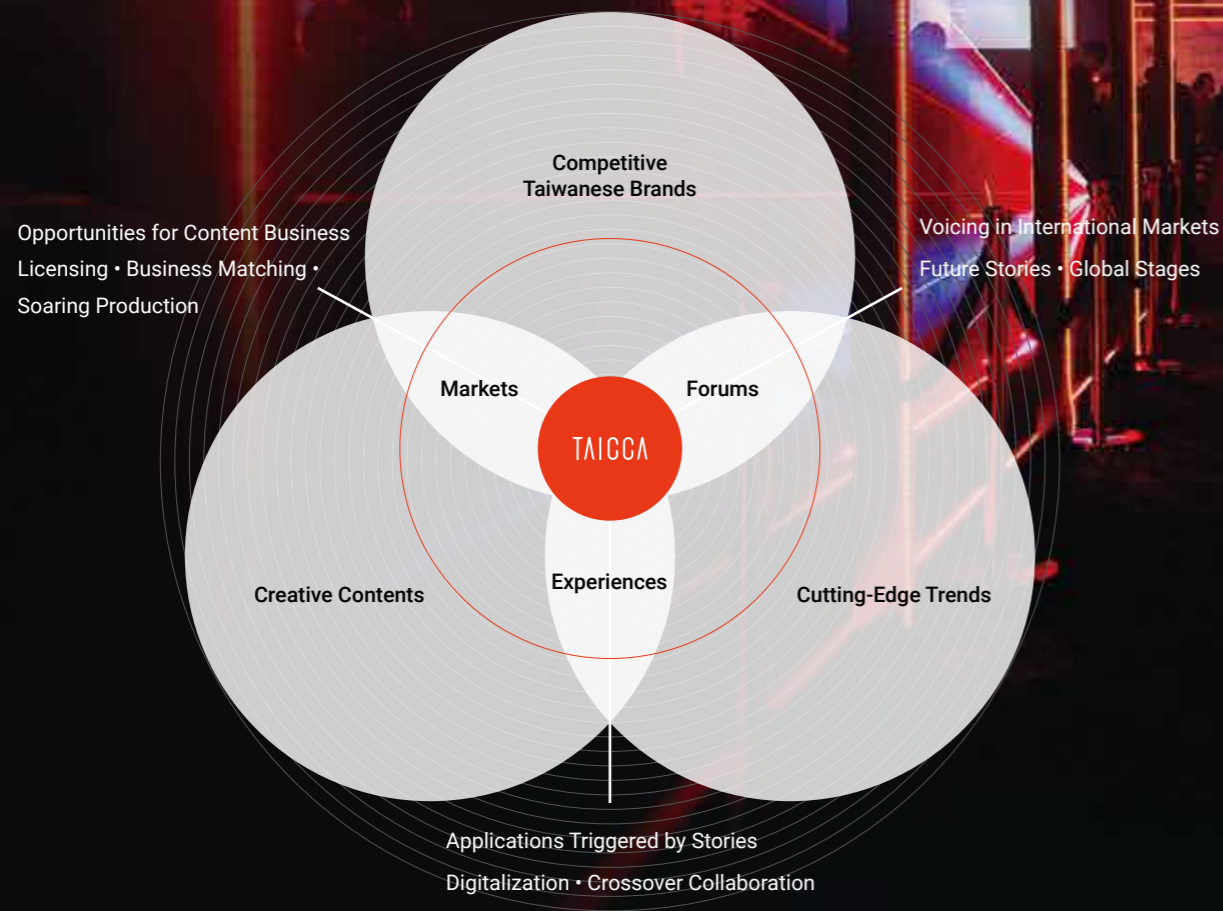 Competitive
Taiwanese Brands
Opportunities for Content Business
Licensing • Business Matching •
Soaring Production
Voicing in International Markets
Future Stories • Global Stages
Markets
Forums
TAICCA
Creative Contents
Experiences
Cutting-Edge Trends
Applications Triggered by Stories
Digitalization • Crossover Collaboration